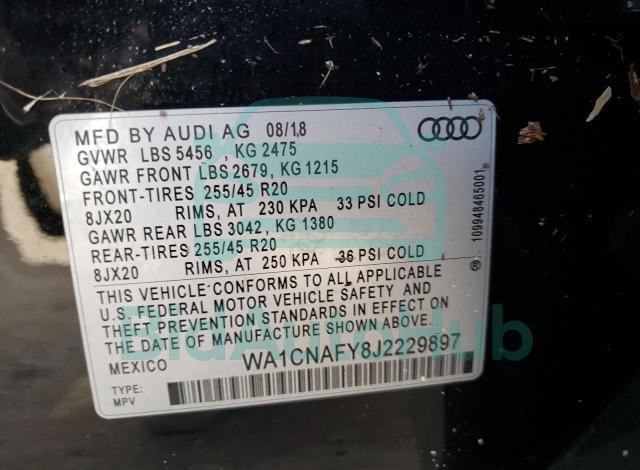 MFD BY AUDI AG 08/18
GVWR LBS 5456 , KG 2475
GAWR FRONT LBS 2679 , KG 1215
FRONT-TIRES 255/45 R20
8JX20 RIMS, AT 230 KPA 33 PSI COLD
GAWR REAR LBS 3042 , KG 1380
REAR-TIRES 255/45 R20
8JX20 RIMS, AT 250 KPA 36 PSI COLD
THIS VEHICLE CONFORMS TO ALL APPLICABLE
U.S. FEDERAL MOTOR VEHICLE SAFETY AND
THEFT PREVENTION STANDARDS IN EFFECT ON
THE DATE OF MANUFACTURE SHOWN ABOVE.
MEXICO WA1CNAFY8J2229897
TYPE:
MPV
109948465001